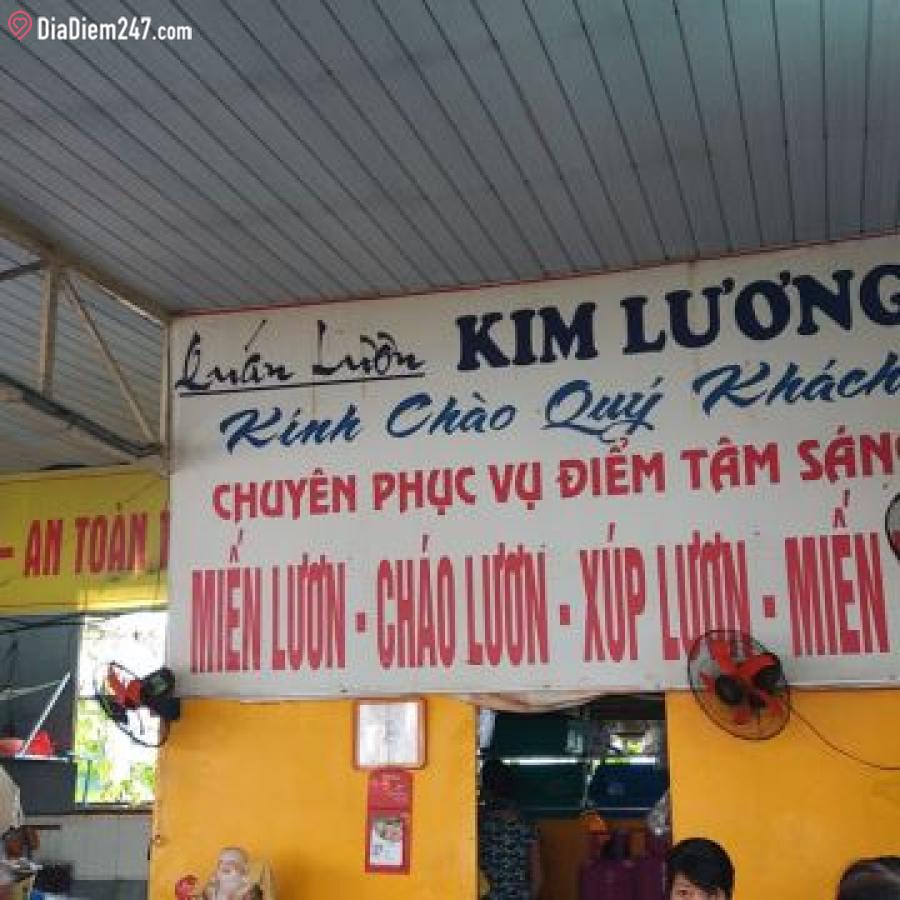 DiaDiem247.com
Quán Lươn KIM LƯƠNG
Kính Chào Quý Khách
CHUYÊN PHỤC VỤ ĐIỂM TÂM SÁNG
- AN TOÀN
MIẾN LƯƠN - CHÁO LƯƠN - XÚP LƯƠN - MIẾN